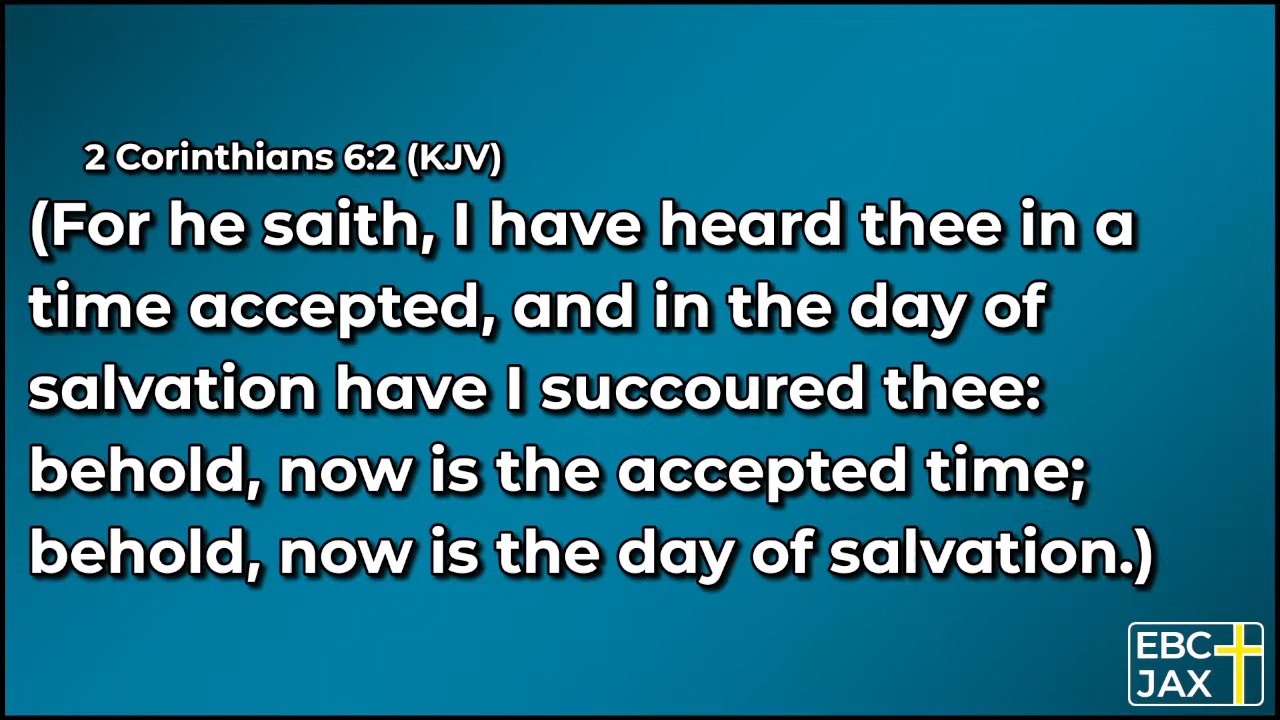 2 Corinthians 6:2 (KJV)
(For he saith, I have heard thee in a
time accepted, and in the day of
salvation have I succoured thee:
behold, now is the accepted time;
behold, now is the day of salvation.)
EBC
JAX